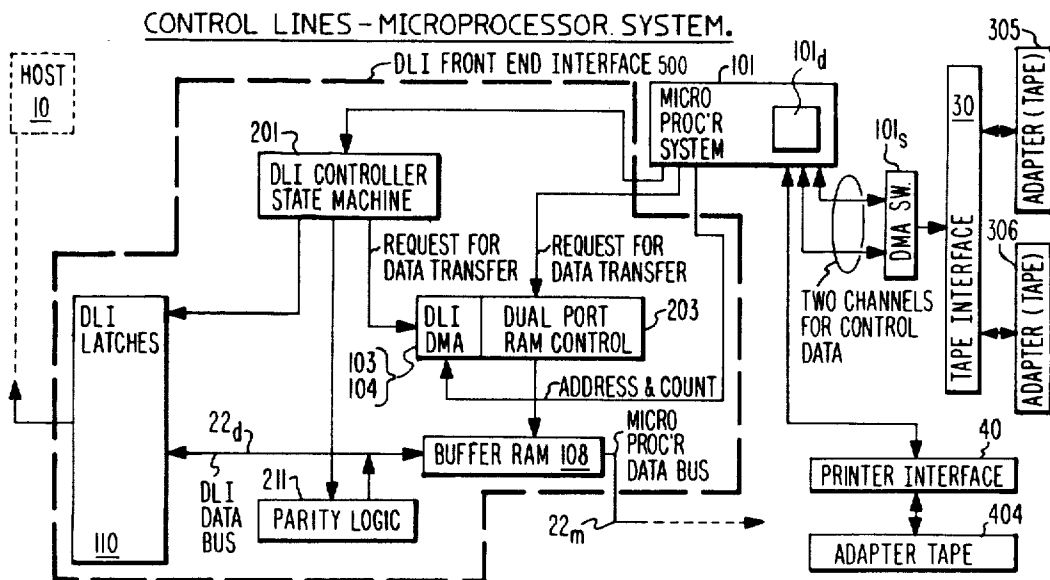 CONTROL LINES - MICROPROCESSOR SYSTEM.
HOST
10
DLI FRONT END INTERFACE 500
101
MICRO
PROC'R
SYSTEM
101d
305
ADAPTER (TAPE)
30
TAPE INTERFACE
101s
DMA SW.
306
ADAPTER (TAPE)
TWO CHANNELS
FOR CONTROL
DATA
201
DLI CONTROLLER
STATE MACHINE
REQUEST FOR
DATA TRANSFER
REQUEST FOR
DATA TRANSFER
DLI
LATCHES
110
DLI
DMA
DUAL PORT
RAM CONTROL
203
103
104
ADDRESS & COUNT
22d
DLI
DATA
BUS
BUFFER RAM 108
MICRO
PROC'R
DATA BUS
211
PARITY LOGIC
22m
40
PRINTER INTERFACE
404
ADAPTER TAPE